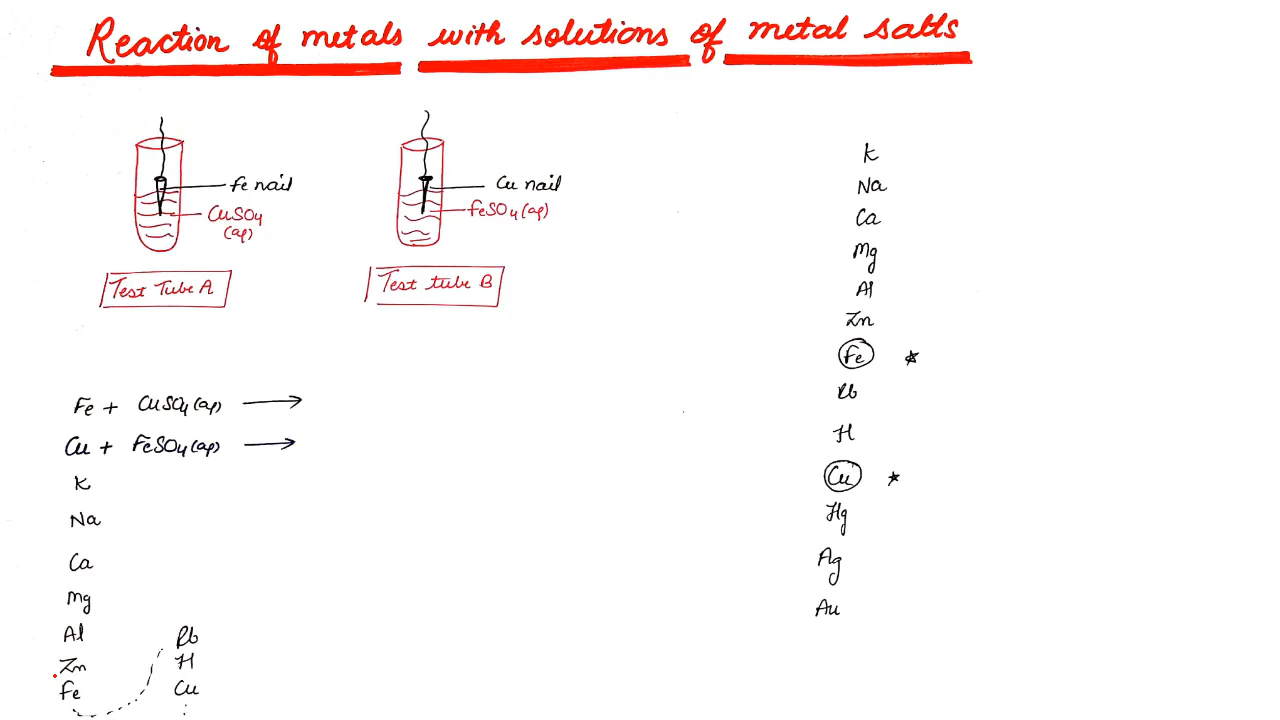 Reaction of metals with solutions of metal salts
Fe nail
CuSO4
(aq)
Test Tube A
Cu nail
FeSO4 (aq)
Test tube B
Fe + CuSO4 (aq) ⟶
Cu + FeSO4 (aq) ⟶
K
Na
Ca
Mg
Al
Zn
Fe
Pb
H
Cu
K
Na
Ca
Mg
Al
Zn
Fe *
Pb
H
Cu *
Hg
Ag
Au